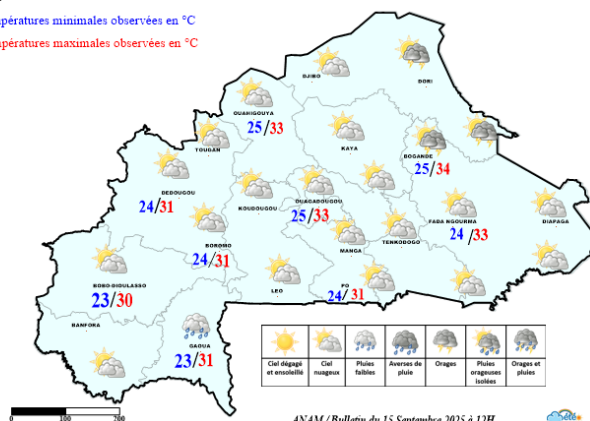 pératures minimales observées en °C
pératures maximales observées en °C
DJIBO
DORI
OUAHIGOUYA
25/33
TOUGAN
KAYA
BOGANDE
25/34
DEDOUGOU
24/31
KOUDOUGOU
OUAGADOUGOU
25/33
FADA NGOURMA
24/33
DIAPAGA
BOROMO
24/31
MANGA
TENKODOGO
BOBO-DIOULASSO
23/30
LEO
PO
24/31
BANFORA
GAOUA
23/31
Ciel dégagé et ensoleillé
Ciel nuageux
Pluies faibles
Averses de pluie
Orages
Pluies orageuses isolées
Orages et pluies
0 100 200
ANAM / Bulletin du 15 Septembre 2025 à 12H
été